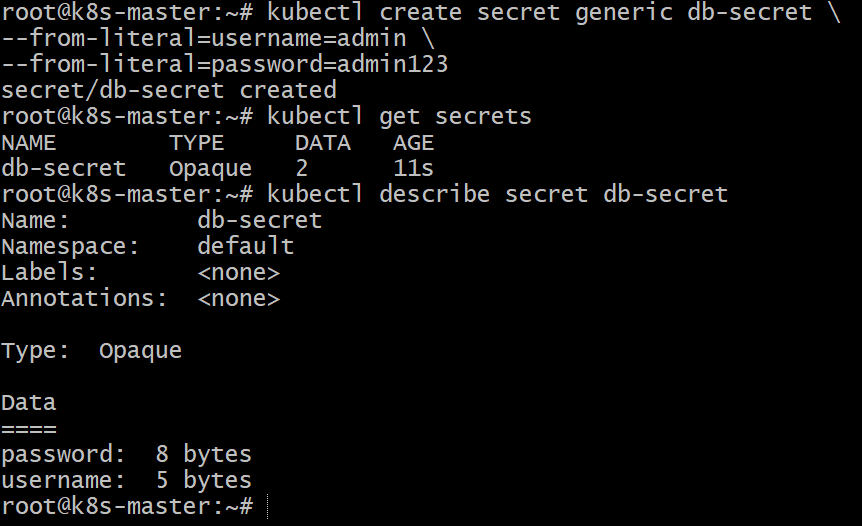 root@k8s-master:~# kubectl create secret generic db-secret \
--from-literal=username=admin \
--from-literal=password=admin123
secret/db-secret created
root@k8s-master:~# kubectl get secrets
NAME        TYPE     DATA   AGE
db-secret   Opaque   2      11s
root@k8s-master:~# kubectl describe secret db-secret
Name:         db-secret
Namespace:    default
Labels:       <none>
Annotations:  <none>

Type:  Opaque

Data
====
password:  8 bytes
username:  5 bytes
root@k8s-master:~#